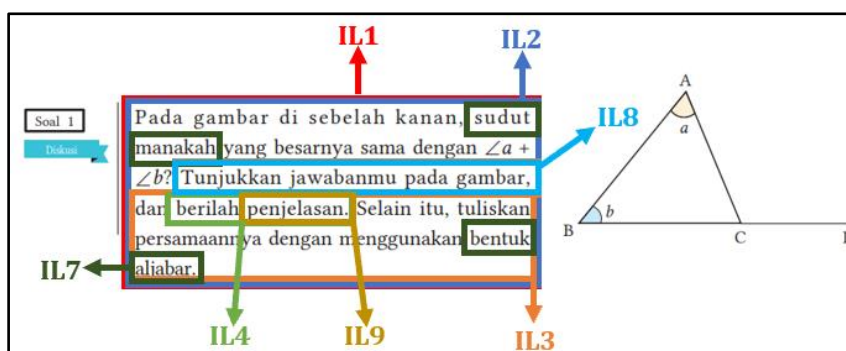 IL1
IL2
Soal 1
Diskusi
Pada gambar di sebelah kanan, sudut
manakah yang besarnya sama dengan ∠a +
∠b? Tunjukkan jawabanmu pada gambar,
dan berilah penjelasan. Selain itu, tuliskan
persamaannya dengan menggunakan bentuk
aljabar.
IL8
IL7
IL4
IL9
IL3
A
a
B
b
C